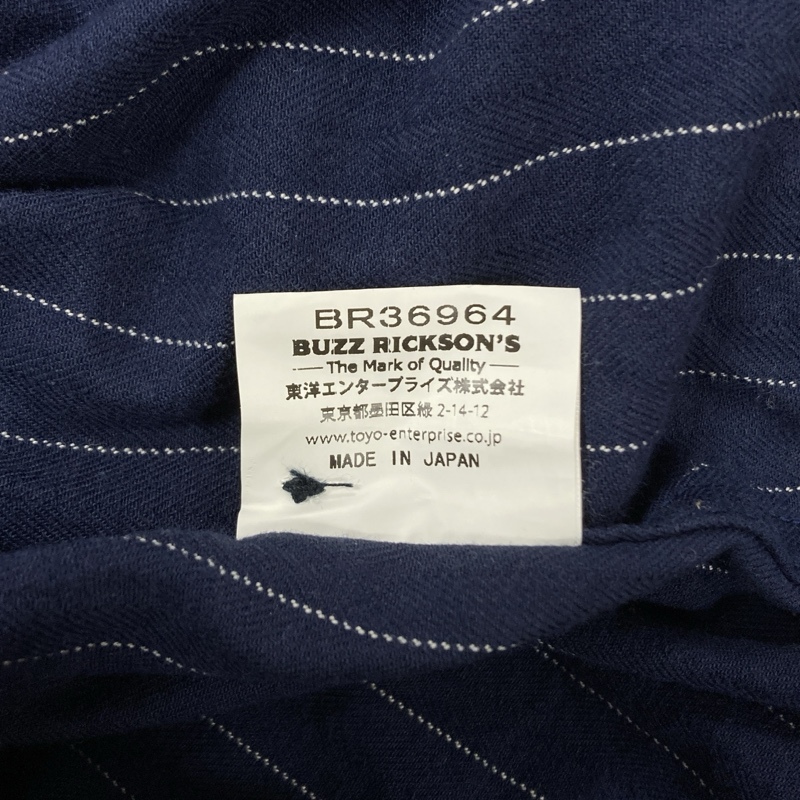 BR36964
BUZZ RICKSON'S
The Mark of Quality
東洋エンタープライズ株式会社
東京都墨田区緑 2-14-12
www.toyo-enterprise.co.jp
MADE IN JAPAN